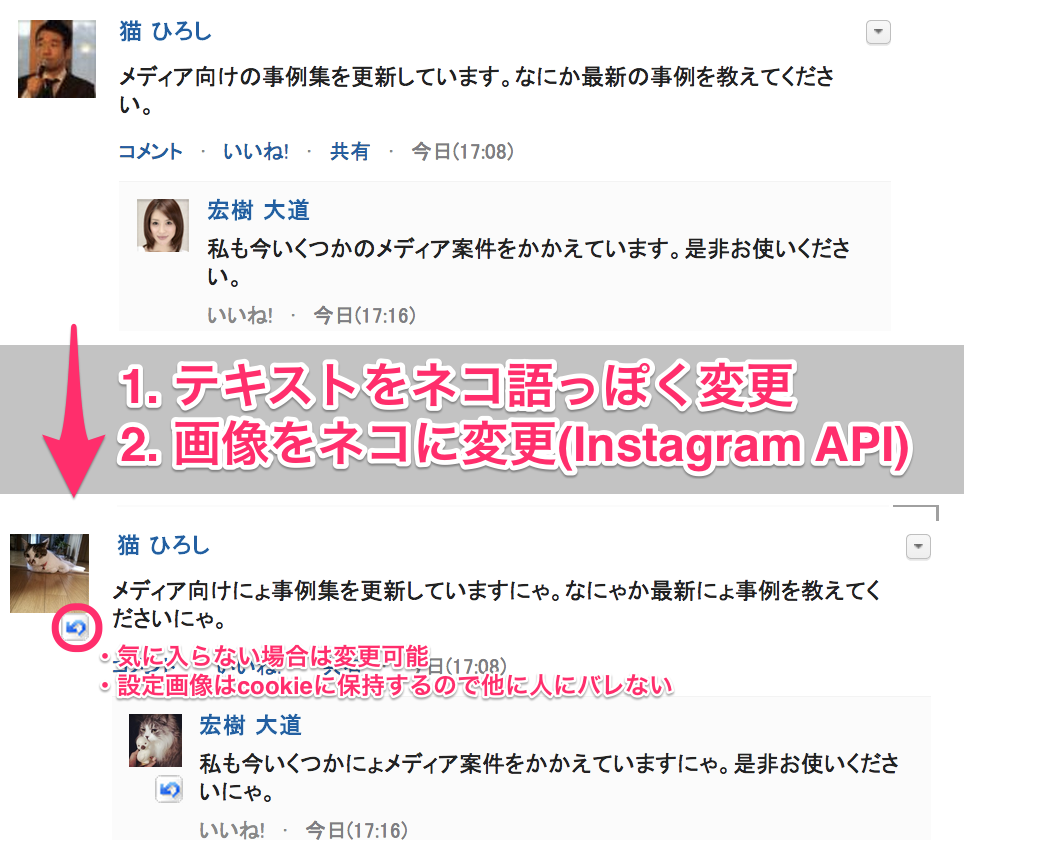 猫 ひろし
メディア向けの事例集を更新しています。なにか最新の事例を教えてくださ
い。
コメント ・ いいね! ・ 共有 ・ 今日(17:08)
宏樹 大道
私も今いくつかのメディア案件をかかえています。是非お使いくださ
い。
いいね! ・ 今日(17:16)
1. テキストをネコ語っぽく変更
2. 画像をネコに変更(Instagram API)
猫 ひろし
メディア向けにょ事例集を更新していますにゃ。なにゃか最新にょ事例を教えてく
ださいにゃ。
・気に入らない場合は変更可能
日(17:08)
・設定画像はcookieに保持するので他に人にバレない
宏樹 大道
私も今いくつかにょメディア案件をかかえていますにゃ。是非お使いくださ
いにゃ。
いいね! ・ 今日(17:16)